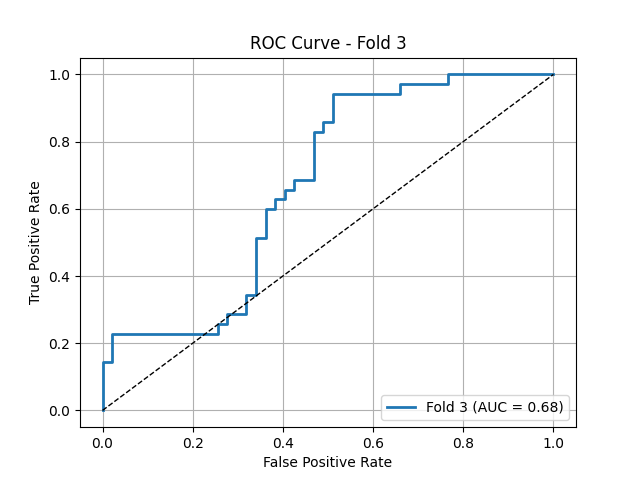 ROC Curve - Fold 3
True Positive Rate
1.0
0.8
0.6
0.4
0.2
0.0
Fold 3 (AUC = 0.68)
0.0 0.2 0.4 0.6 0.8 1.0
False Positive Rate